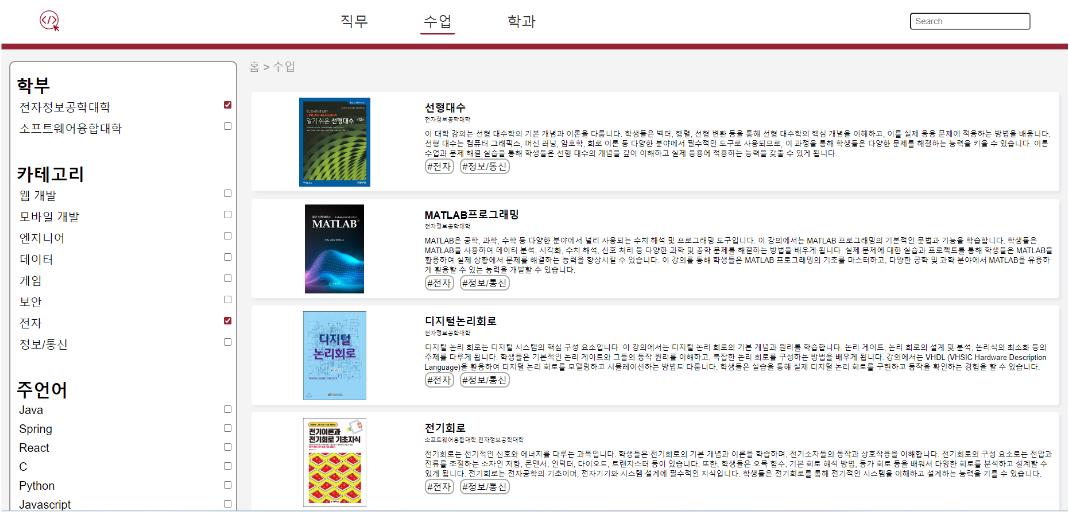 직무 수업 학과
Search
홈 > 수업
학부
전자정보공학대학
소프트웨어융합대학
카테고리
웹 개발
모바일 개발
엔지니어
데이터
게임
보안
전자
정보/통신
주언어
Java
Spring
React
C
Python
Javascript
알기 쉬운 선형대수
선형대수
전자정보공학대학
이 대학 강의는 선형 대수학의 기본 개념과 이론을 다룹니다. 학생들은 벡터, 행렬, 선형 변환 등을 통해 선형 대수학의 핵심 개념을 이해하고, 이를 실제 응용 문제에 적용하는 방법을 배웁니다.
선형 대수는 컴퓨터 그래픽스, 머신 러닝, 암호학, 회로 이론 등 다양한 분야에서 필수적인 도구로 사용되므로, 이 과정을 통해 학생들은 다양한 문제를 해결하는 능력을 키울 수 있습니다. 이론
수업과 문제 해결 실습을 통해 학생들은 선형 대수의 개념을 깊이 이해하고 실제 응용에 적용하는 능력을 갖출 수 있게 됩니다.
#전자 #정보/통신
MATLAB
MATLAB프로그래밍
전자정보공학대학
MATLAB은 공학, 과학, 수학 등 다양한 분야에서 널리 사용되는 수치 해석 및 프로그래밍 도구입니다. 이 강의에서는 MATLAB 프로그래밍의 기본적인 문법과 기능을 학습합니다. 학생들은
MATLAB을 사용하여 데이터 분석, 시각화, 수치 해석, 신호 처리 등 다양한 과학 및 공학 문제를 해결하는 방법을 배우게 됩니다. 실제 문제에 대한 실습과 프로젝트를 통해 학생들은 MATLAB을
활용하여 실제 상황에서 문제를 해결하는 능력을 향상시킬 수 있습니다. 이 강의를 통해 학생들은 MATLAB 프로그래밍의 기초를 마스터하고, 다양한 공학 및 과학 분야에서 MATLAB을 유용하
게 활용할 수 있는 능력을 개발할 수 있습니다.
#전자 #정보/통신
디지털
논리회로
디지털논리회로
전자정보공학대학
디지털 논리 회로는 디지털 시스템의 핵심 구성 요소입니다. 이 강의에서는 디지털 논리 회로의 기본 개념과 원리를 학습합니다. 논리 게이트, 논리 회로의 설계 및 분석, 논리식의 최소화 등의
주제를 다루게 됩니다. 학생들은 기본적인 논리 게이트와 그들의 동작 원리를 이해하고, 복잡한 논리 회로를 구성하는 방법을 배우게 됩니다. 강의에서는 VHDL (VHSIC Hardware Description
Language)을 활용하여 디지털 논리 회로를 모델링하고 시뮬레이션하는 방법도 다룹니다. 학생들은 실습을 통해 실제 디지털 논리 회로를 구현하고 동작을 확인하는 경험을 할 수 있습니다.
#전자 #정보/통신
전기이론과
전기회로 기초지식
전기회로
소프트웨어융합대학,전자정보공학대학
전기회로는 전기적인 신호와 에너지를 다루는 과목입니다. 학생들은 전기회로의 기본 개념과 이론을 학습하며, 전기소자들의 동작과 상호작용을 이해합니다. 전기회로의 구성 요소로는 전압과
전류를 조절하는 소자인 저항, 콘덴서, 인덕터, 다이오드, 트랜지스터 등이 있습니다. 또한, 학생들은 오옴 법수, 기본 회로 해석 방법, 등가 회로 등을 배워서 다양한 회로를 분석하고 설계할 수
있게 됩니다. 전기회로는 전자공학의 기초이며, 전자기기와 시스템 설계에 필수적인 지식입니다. 학생들은 전기회로를 통해 전기적인 시스템을 이해하고 설계하는 능력을 기를 수 있습니다.
#전자 #정보/통신